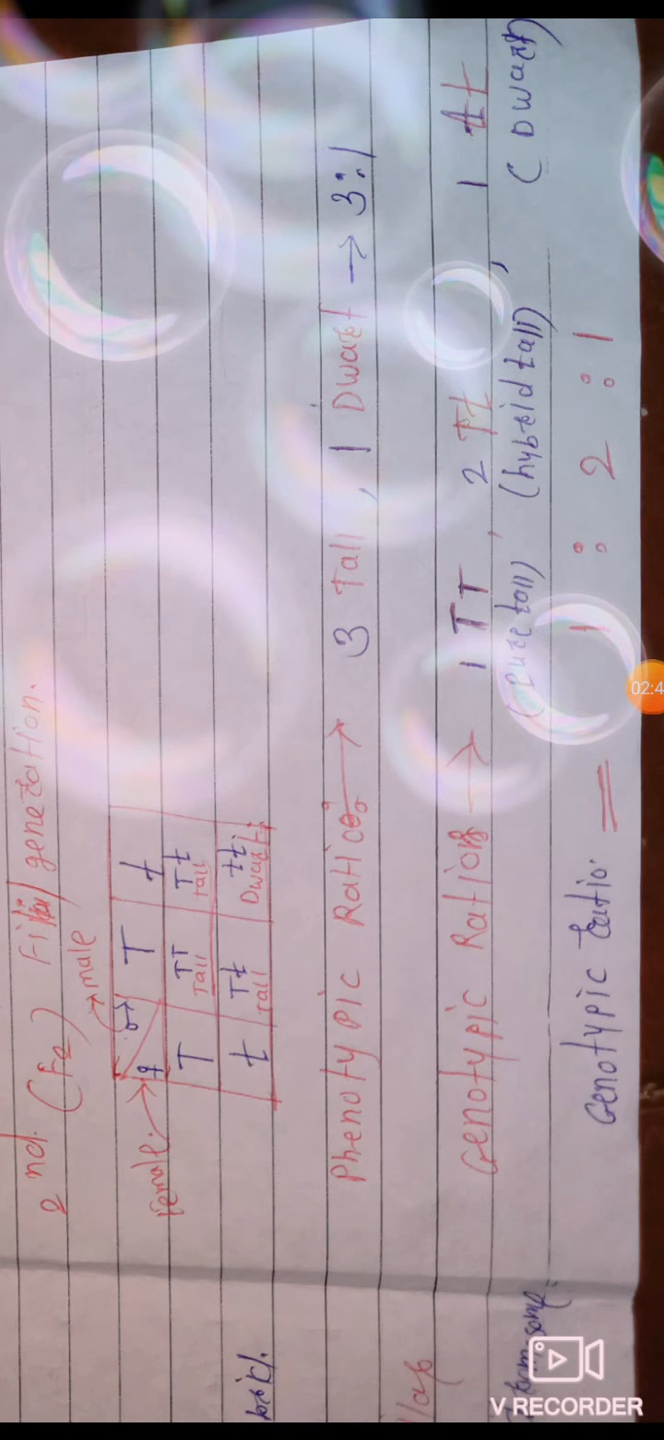 2nd. (F2) Filial generation.
→ male
Female. →
♀ ♂ T t
T TT Tall Tt Tall
t Tt Tall tt Dwarf
Phenotypic Ratio → 3 Tall, 1 Dwarf → 3:1
Genotypic Ratio → 1 TT, 2 Tt, 1 tt
(Pure tall) (hybrid tall), (Dwarf)
Genotypic ratio = 1 : 2 : 1
02:4
V RECORDER